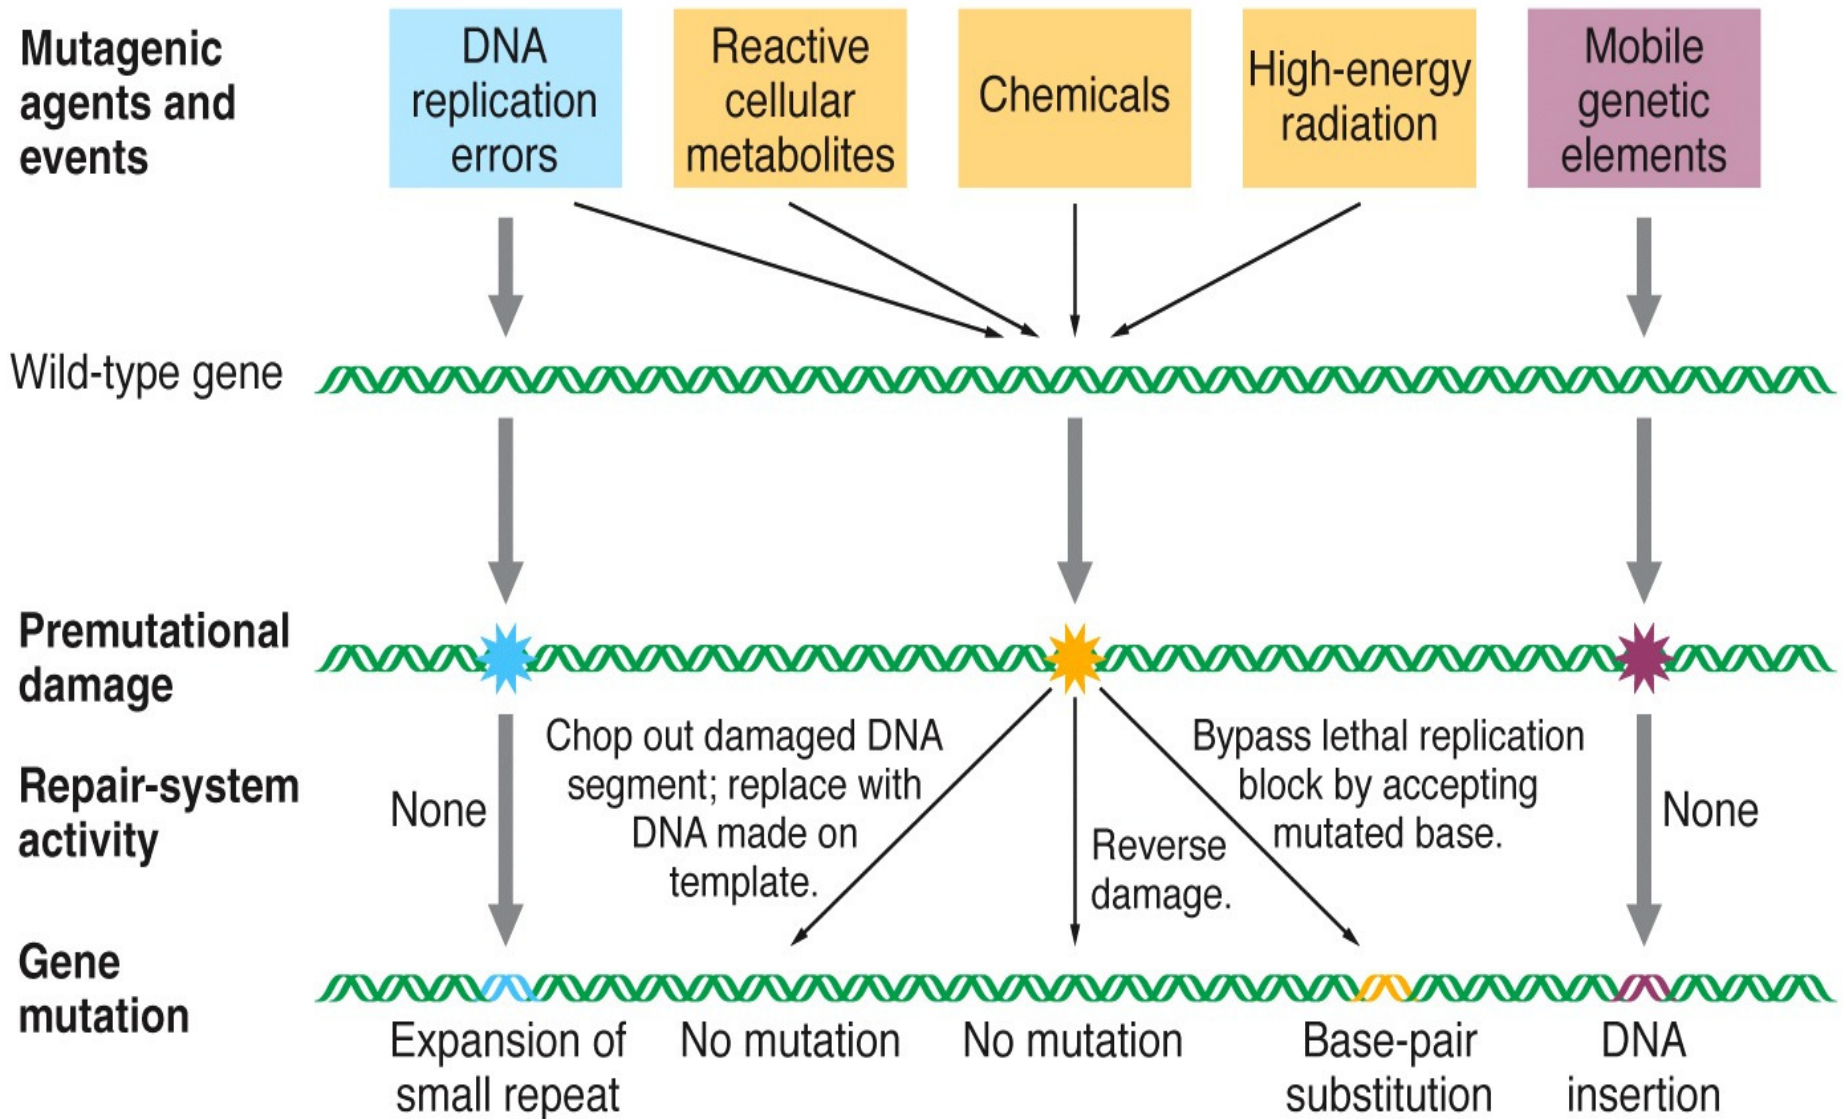 Mutagenic
agents and
events
DNA
replication
errors
Reactive
cellular
metabolites
Chemicals
High-energy
radiation
Mobile
genetic
elements
Wild-type gene
Premutational
damage
Repair-system
activity
None
Chop out damaged DNA
segment; replace with
DNA made on
template.
Reverse
damage.
Bypass lethal replication
block by accepting
mutated base.
None
Gene
mutation
Expansion of
small repeat
No mutation
No mutation
Base-pair
substitution
DNA
insertion